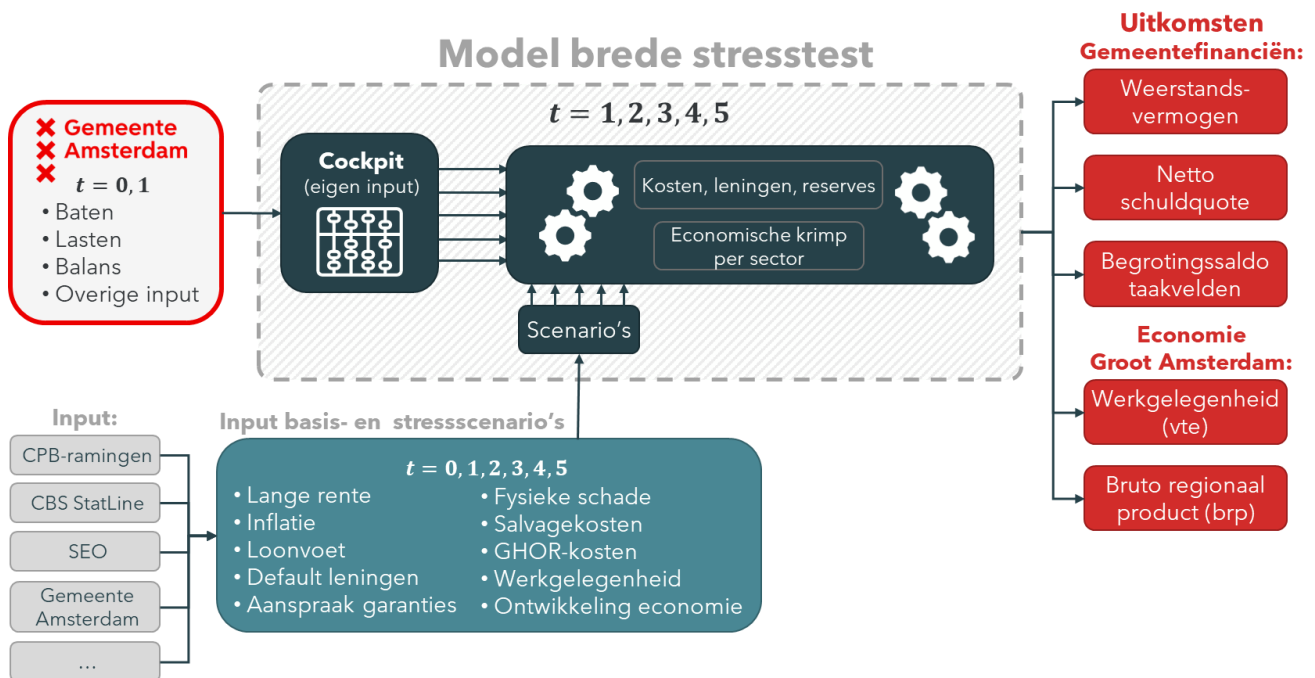 Model brede stresstest
t = 1, 2, 3, 4, 5
Gemeente
Amsterdam
t = 0, 1
• Baten
• Lasten
• Balans
• Overige input
Cockpit
(eigen input)
Kosten, leningen, reserves
Economische krimp
per sector
Scenario's
Input:
CPB-ramingen
CBS StatLine
SEO
Gemeente
Amsterdam
...
Input basis- en stressscenario's
t = 0, 1, 2, 3, 4, 5
• Lange rente
• Inflatie
• Loonvoet
• Default leningen
• Aanspraak garanties
• Fysieke schade
• Salvagekosten
• GHOR-kosten
• Werkgelegenheid
• Ontwikkeling economie
Uitkomsten
Gemeentefinanciën:
Weerstands-
vermogen
Netto
schuldquote
Begrotingssaldo
taakvelden
Economie
Groot Amsterdam:
Werkgelegenheid
(vte)
Bruto regionaal
product (brp)